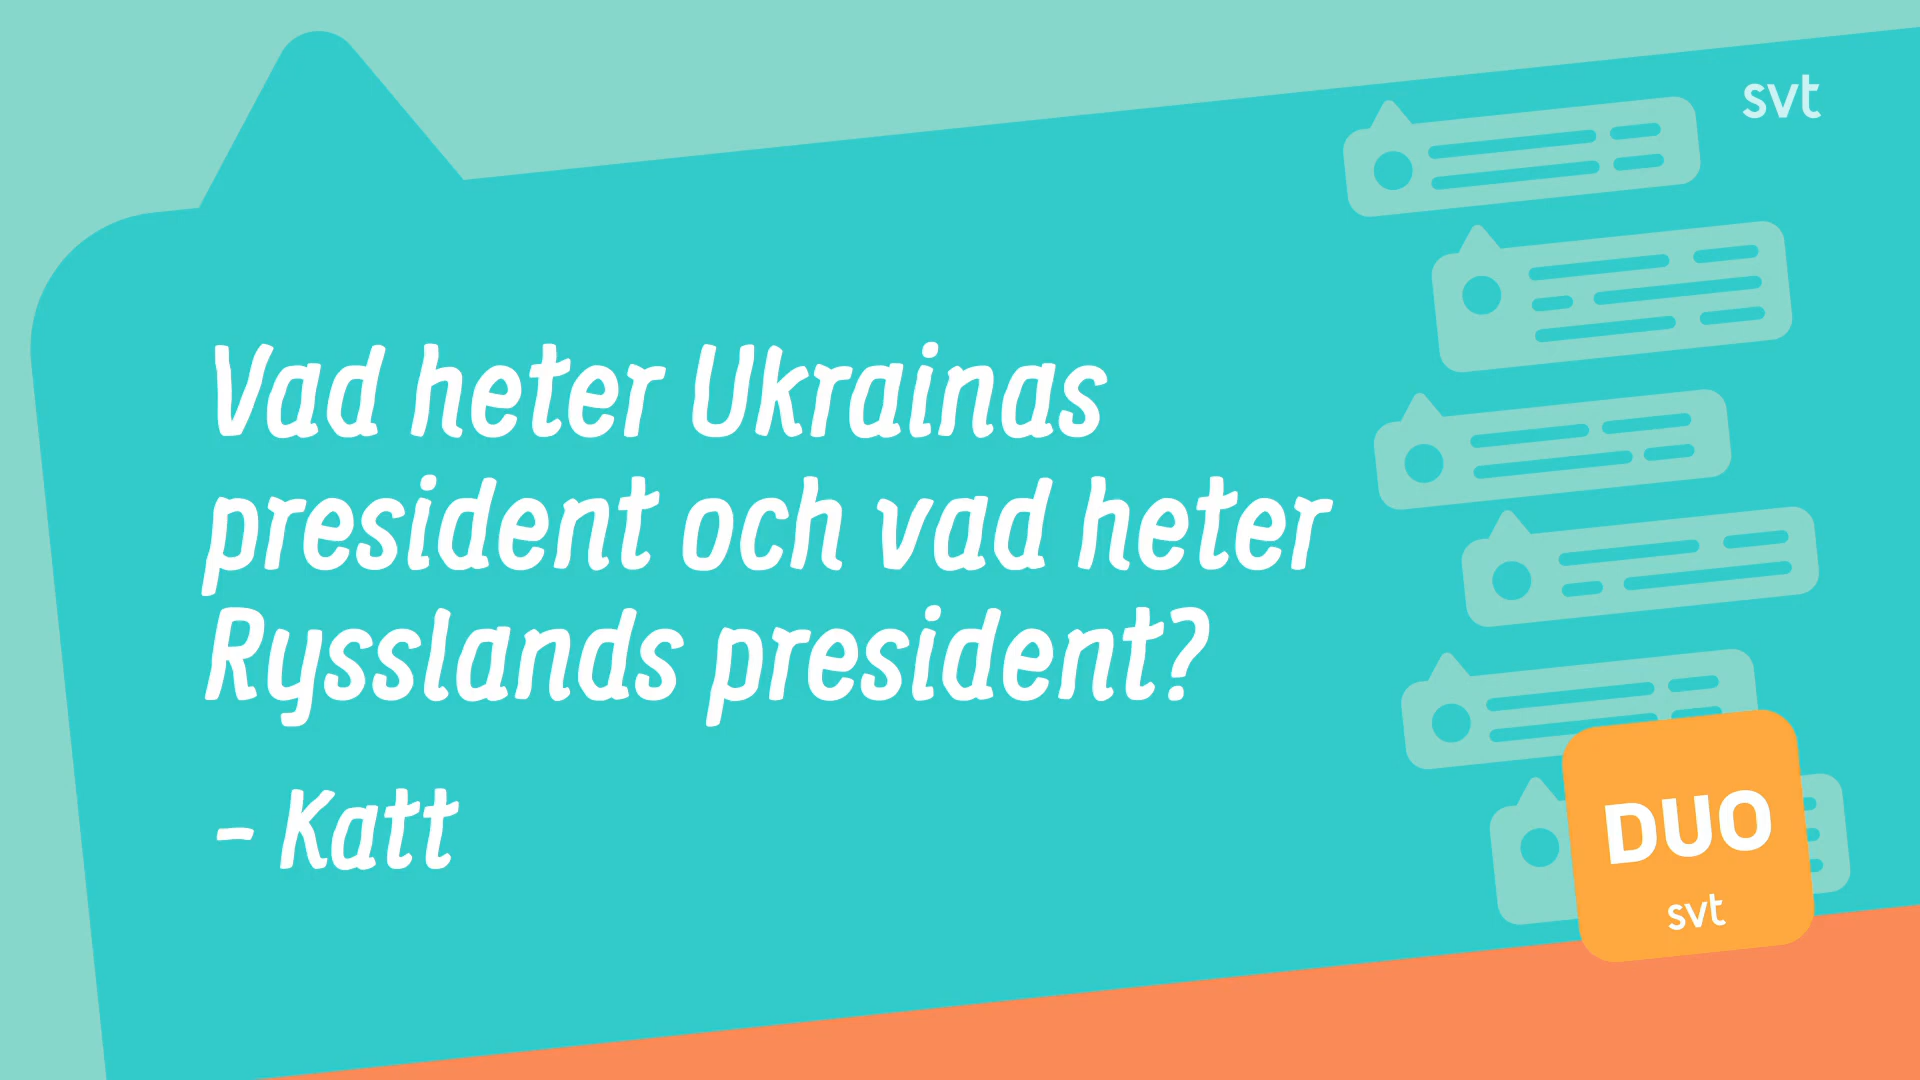 svt
Vad heter Ukrainas
president och vad heter
Rysslands president?
– Katt
DUO
svt